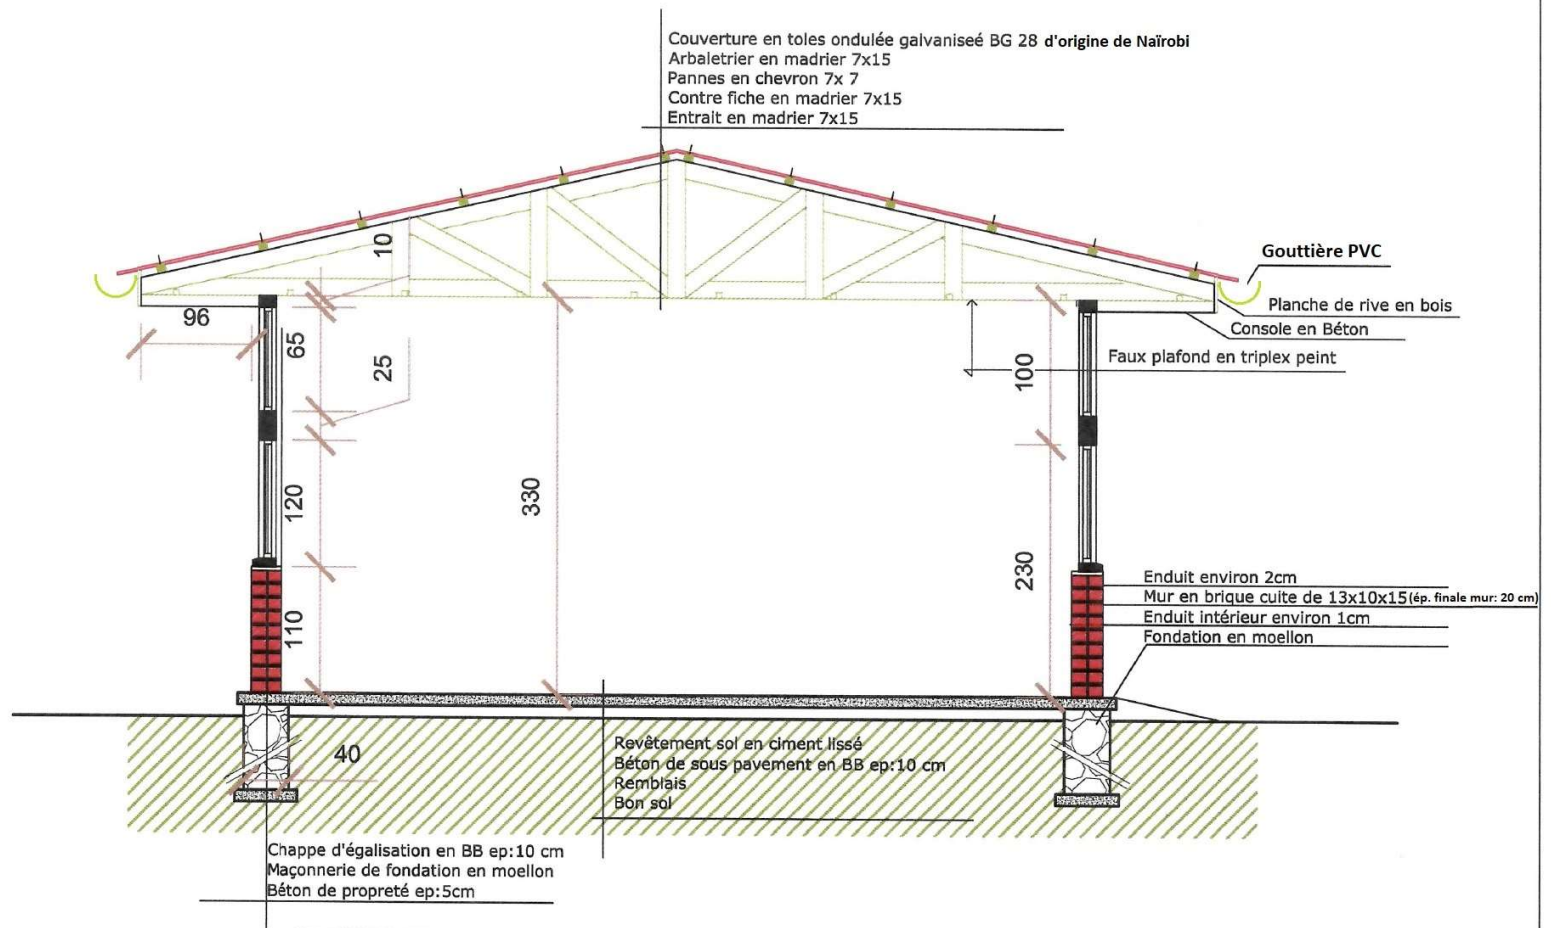 Couverture en toles ondulée galvaniseé BG 28 d'origine de Naïrobi
Arbaletrier en madrier 7x15
Pannes en chevron 7x 7
Contre fiche en madrier 7x15
Entrait en madrier 7x15
10
Gouttière PVC
96
65
25
100
Planche de rive en bois
Console en Béton
Faux plafond en triplex peint
120
330
230
110
Enduit environ 2cm
Mur en brique cuite de 13x10x15(ép. finale mur: 20 cm)
Enduit intérieur environ 1cm
Fondation en moellon
40
Revêtement sol en ciment lissé
Béton de sous pavement en BB ep:10 cm
Remblais
Bon sol
Chappe d'égalisation en BB ep:10 cm
Maçonnerie de fondation en moellon
Béton de propreté ep:5cm